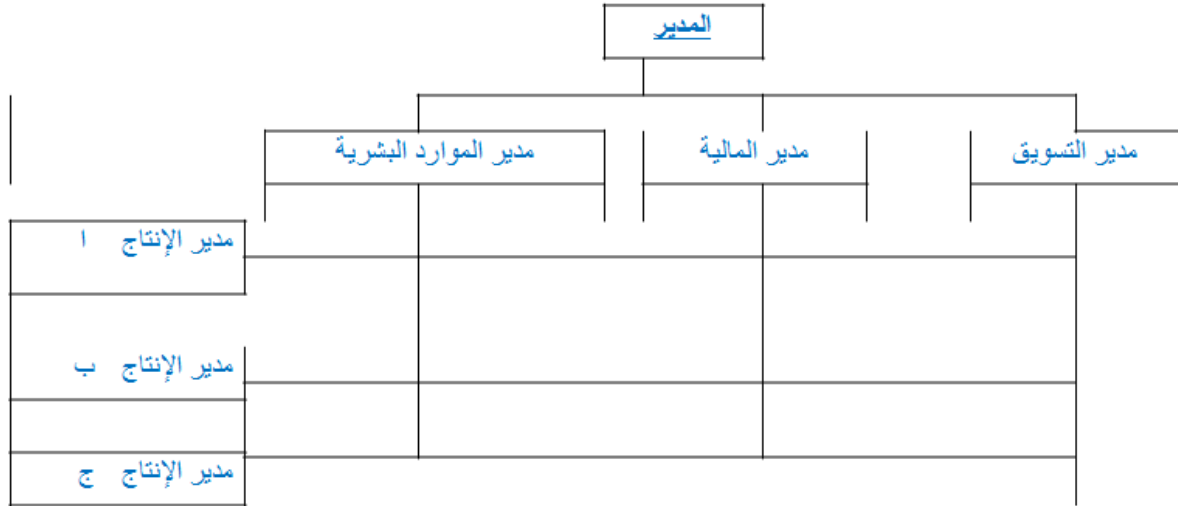 المدير
مدير التسويق
مدير المالية
مدير الموارد البشرية
مدير الإنتاج ا
مدير الإنتاج ب
مدير الإنتاج ج